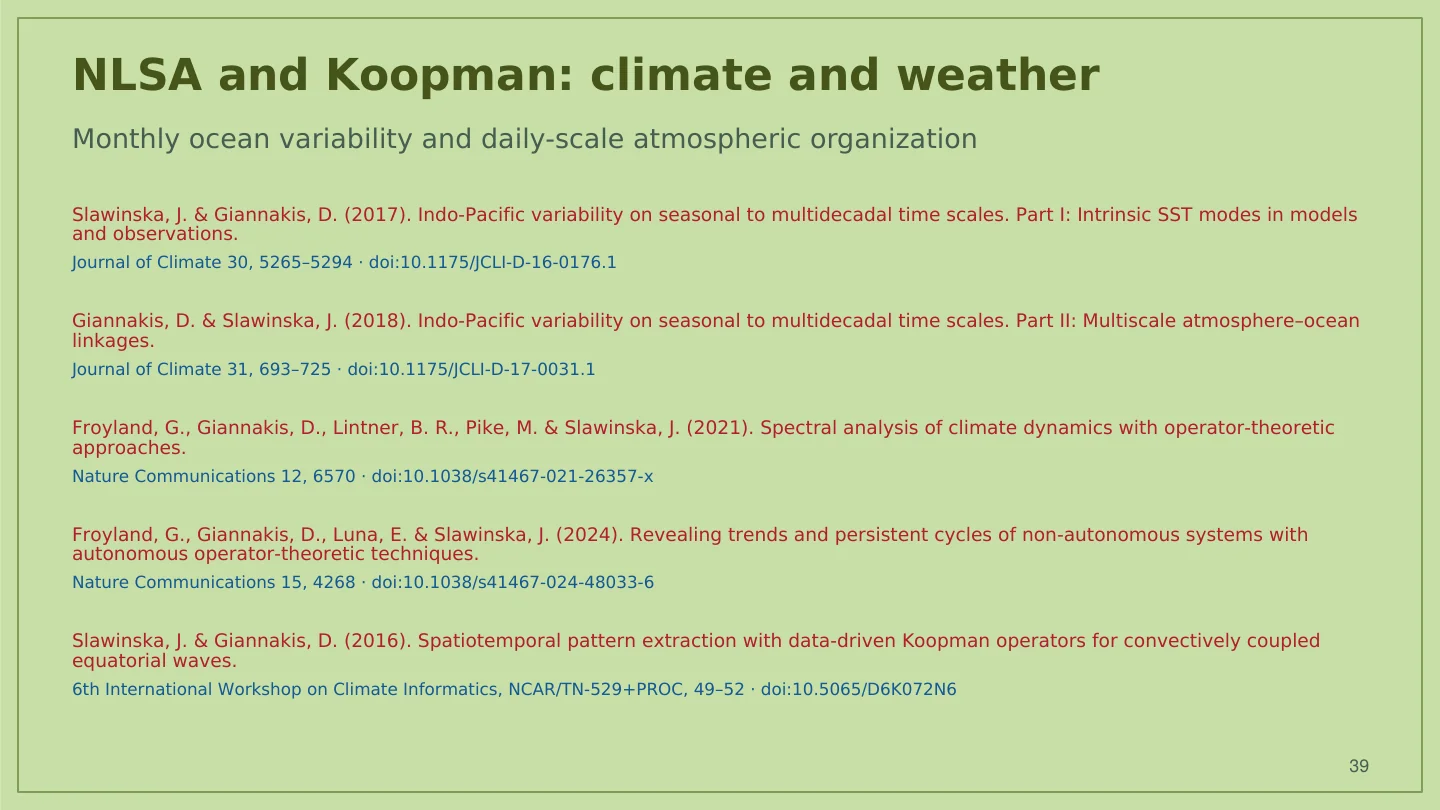 NLSA and Koopman: climate and weather
Monthly ocean variability and daily-scale atmospheric organization
Slawinska, J. & Giannakis, D. (2017). Indo-Pacific variability on seasonal to multidecadal time scales. Part I: Intrinsic SST modes in models
and observations.
Journal of Climate 30, 5265–5294 · doi:10.1175/JCLI-D-16-0176.1
Giannakis, D. & Slawinska, J. (2018). Indo-Pacific variability on seasonal to multidecadal time scales. Part II: Multiscale atmosphere–ocean
linkages.
Journal of Climate 31, 693–725 · doi:10.1175/JCLI-D-17-0031.1
Froyland, G., Giannakis, D., Lintner, B. R., Pike, M. & Slawinska, J. (2021). Spectral analysis of climate dynamics with operator-theoretic
approaches.
Nature Communications 12, 6570 · doi:10.1038/s41467-021-26357-x
Froyland, G., Giannakis, D., Luna, E. & Slawinska, J. (2024). Revealing trends and persistent cycles of non-autonomous systems with
autonomous operator-theoretic techniques.
Nature Communications 15, 4268 · doi:10.1038/s41467-024-48033-6
Slawinska, J. & Giannakis, D. (2016). Spatiotemporal pattern extraction with data-driven Koopman operators for convectively coupled
equatorial waves.
6th International Workshop on Climate Informatics, NCAR/TN-529+PROC, 49–52 · doi:10.5065/D6K072N6
39